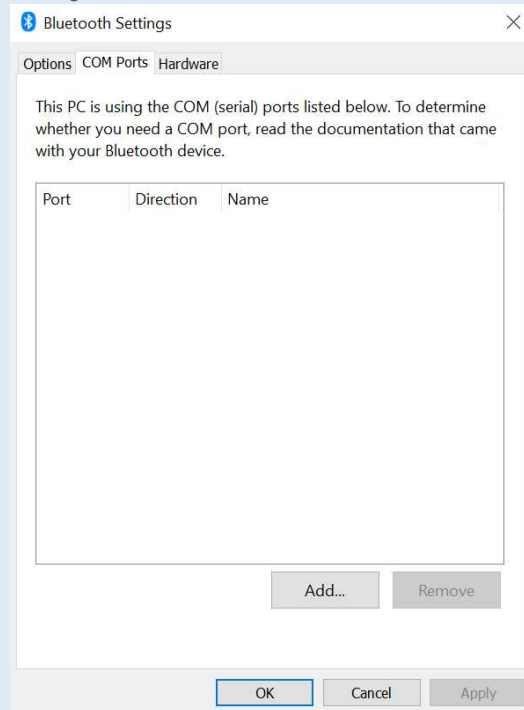 Bluetooth Settings
Options COM Ports Hardware
This PC is using the COM (serial) ports listed below. To determine
whether you need a COM port, read the documentation that came
with your Bluetooth device.
Port Direction Name
Add... Remove
OK Cancel Apply